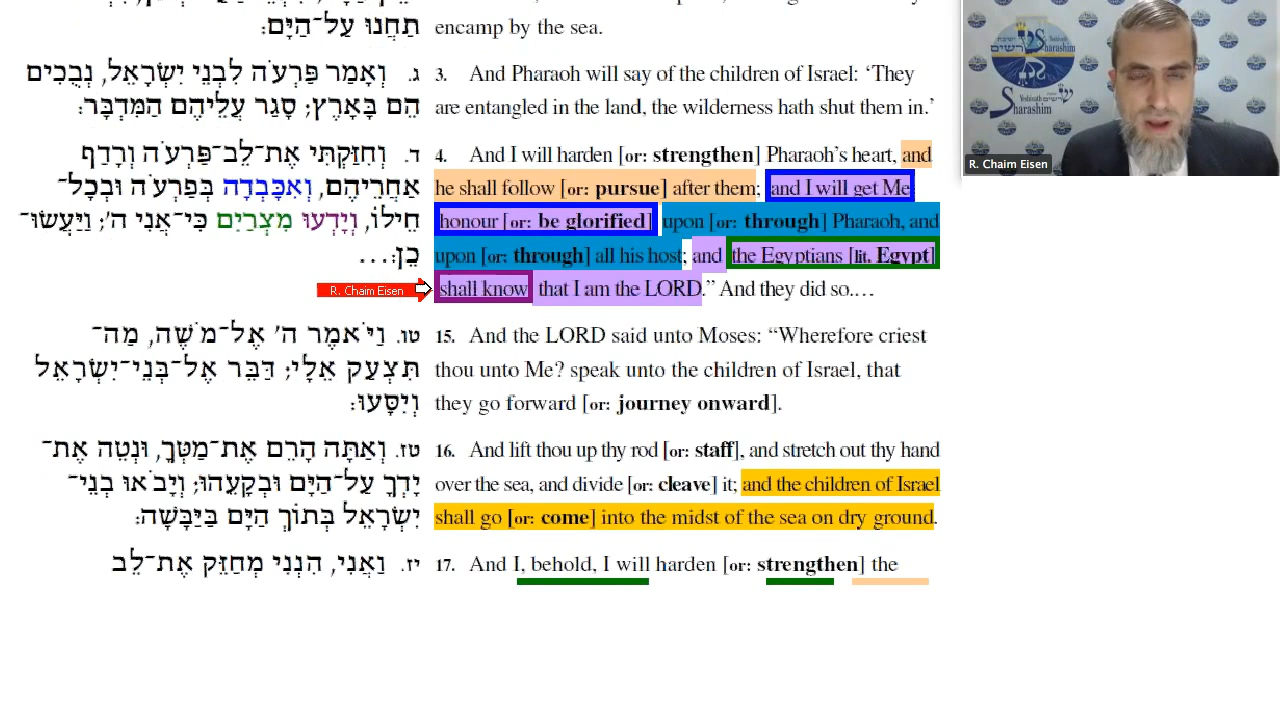 encamp by the sea.
תַחֲנוּ עַל־הַיָּם׃
ג. וְאָמַר פַּרְעֹה לִבְנֵי יִשְׂרָאֵל, נְבֻכִים
הֵם בָּאָרֶץ; סָגַר עֲלֵיהֶם הַמִּדְבָּר׃
3. And Pharaoh will say of the children of Israel: ‘They
are entangled in the land, the wilderness hath shut them in.’
ד. וְחִזַּקְתִּי אֶת־לֵב־פַּרְעֹה וְרָדַף
אַחֲרֵיהֶם, וְאִכָּבְדָה בְּפַרְעֹה וּבְכָל־
חֵילוֹ, וְיָדְעוּ מִצְרַיִם כִּי־אֲנִי ה'; וַיַּעֲשׂוּ־
כֵן׃...
4. And I will harden [or: strengthen] Pharaoh’s heart, and
he shall follow [or: pursue] after them; and I will get Me
honour [or: be glorified] upon [or: through] Pharaoh, and
upon [or: through] all his host; and the Egyptians [lit. Egypt]
shall know that I am the LORD.” And they did so....
R. Chaim Eisen
טו. וַיֹּאמֶר ה' אֶל־מֹשֶׁה, מַה־
תִּצְעַק אֵלָי; דַּבֵּר אֶל־בְּנֵי־יִשְׂרָאֵל
וְיִסָּעוּ׃
15. And the LORD said unto Moses: “Wherefore criest
thou unto Me? speak unto the children of Israel, that
they go forward [or: journey onward].
טז. וְאַתָּה הָרֵם אֶת־מַטְּךָ, וּנְטֵה אֶת־
יָדְךָ עַל־הַיָּם וּבְקָעֵהוּ; וְיָבֹאוּ בְנֵי־
יִשְׂרָאֵל בְּתוֹךְ הַיָּם בַּיַּבָּשָׁה׃
16. And lift thou up thy rod [or: staff], and stretch out thy hand
over the sea, and divide [or: cleave] it; and the children of Israel
shall go [or: come] into the midst of the sea on dry ground.
יז. וַאֲנִי, הִנְנִי מְחַזֵּק אֶת־לֵב
17. And I, behold, I will harden [or: strengthen] the
Sharashim
שרשים
Yeshivath
Sharashim
R. Chaim Eisen